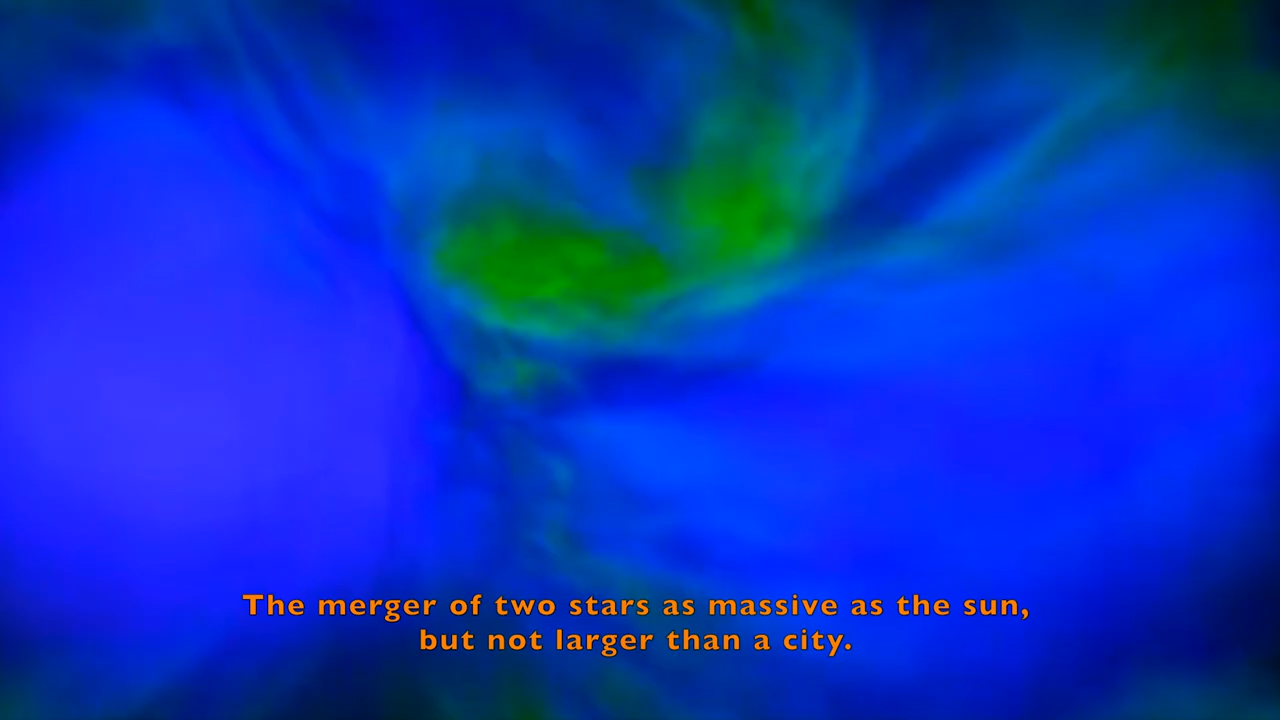 The merger of two stars as massive as the sun,
but not larger than a city.